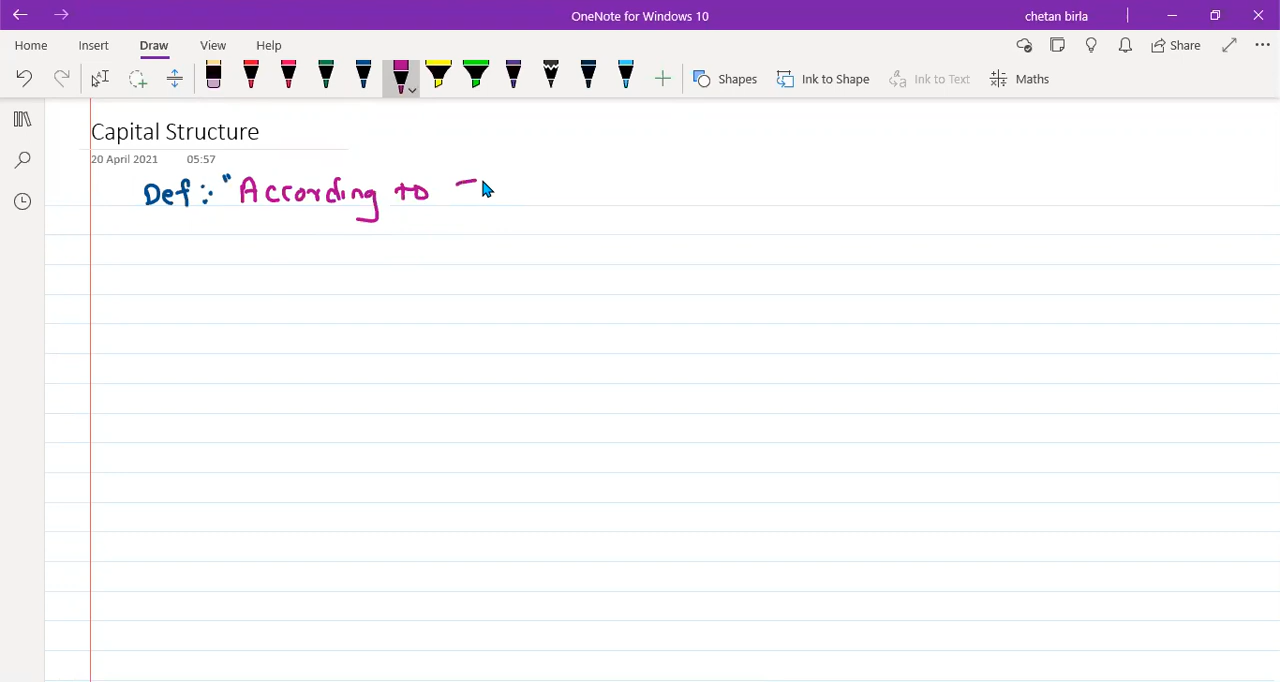 OneNote for Windows 10
chetan birla
Home Insert Draw View Help
Share
Shapes Ink to Shape Ink to Text Maths
Capital Structure
20 April 2021 05:57
Def :- " According to